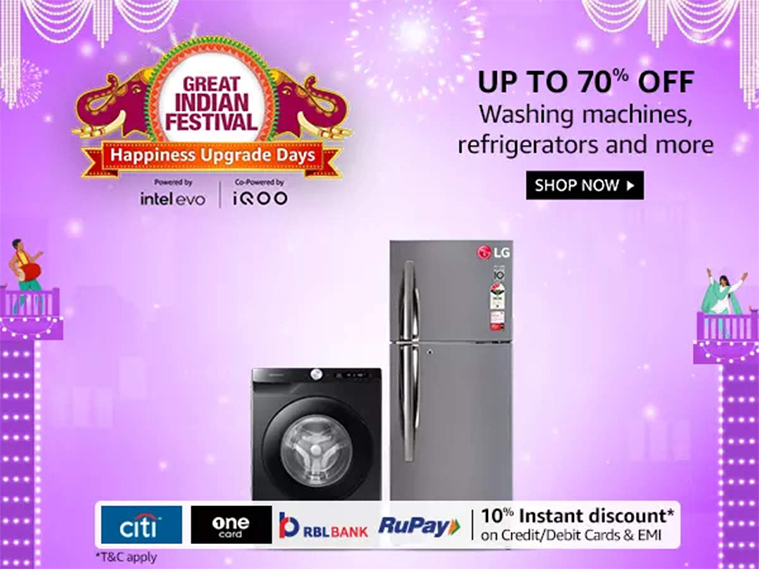 GREAT
INDIAN
FESTIVAL
Happiness Upgrade Days
Powered by
intel evo
Co-Powered by
iQOO
UP TO 70% OFF
Washing machines,
refrigerators and more
SHOP NOW
LG
citi
one
card
RBLBANK
RuPay
10% Instant discount*
on Credit/Debit Cards & EMI
*T&C apply